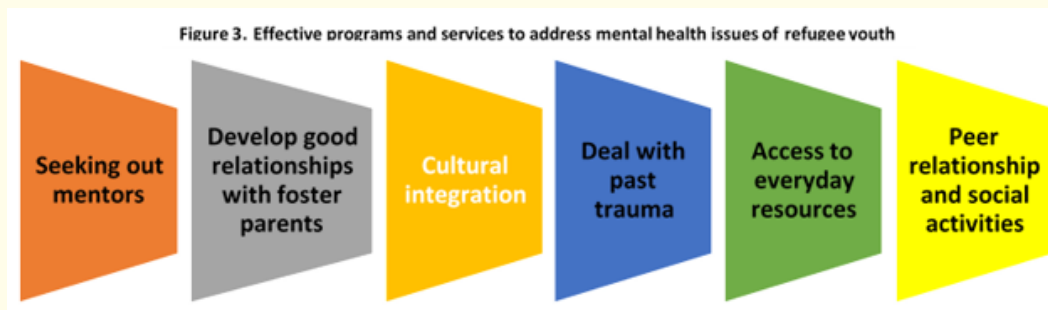 Figure 3. Effective programs and services to address mental health issues of refugee youth
Seeking out
mentors
Develop good
relationships
with foster
parents
Cultural
integration
Deal with
past
trauma
Access to
everyday
resources
Peer
relationship
and social
activities